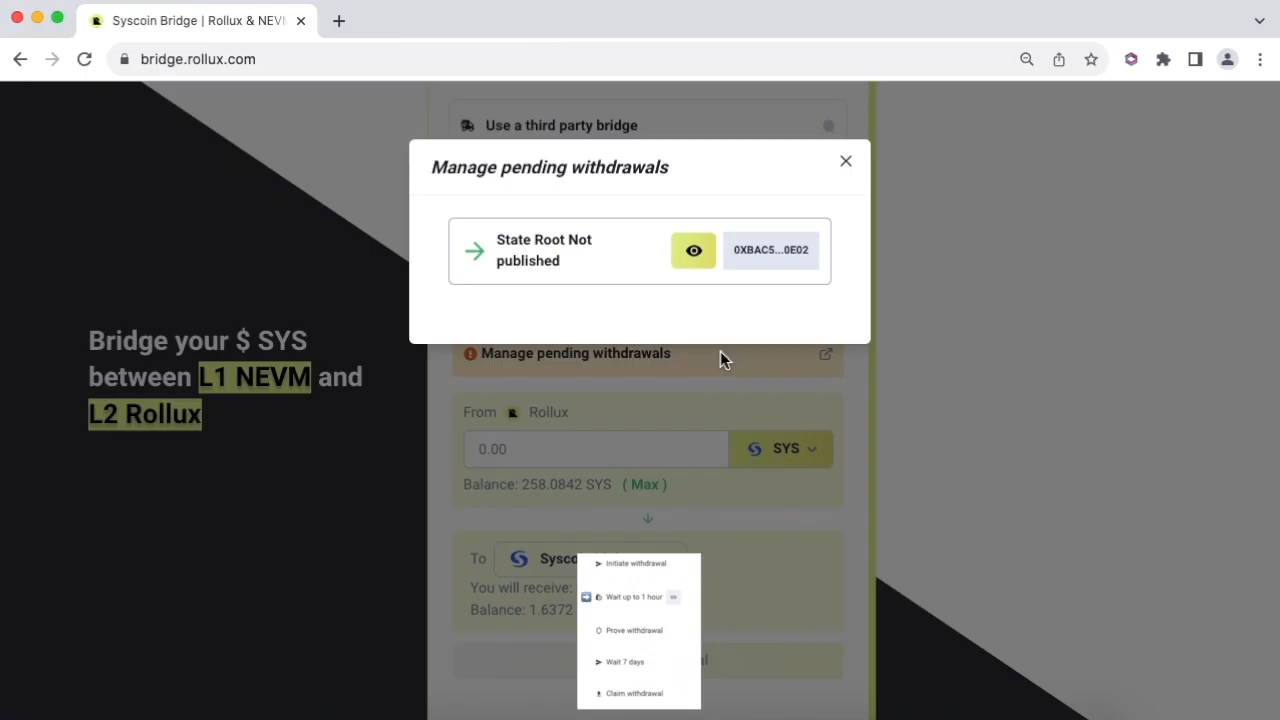 Syscoin Bridge | Rollux & NEVM
bridge.rollux.com
Use a third party bridge
Manage pending withdrawals
State Root Not
published
0XBAC5...0E02
Manage pending withdrawals
Bridge your $ SYS
between L1 NEVM and
L2 Rollux
From Rollux
0.00
SYS
Balance: 258.0842 SYS ( Max )
To Sysco
You will receive:
Balance: 1.6372
Initiate withdrawal
Wait up to 1 hour
Prove withdrawal
Wait 7 days
Claim withdrawal